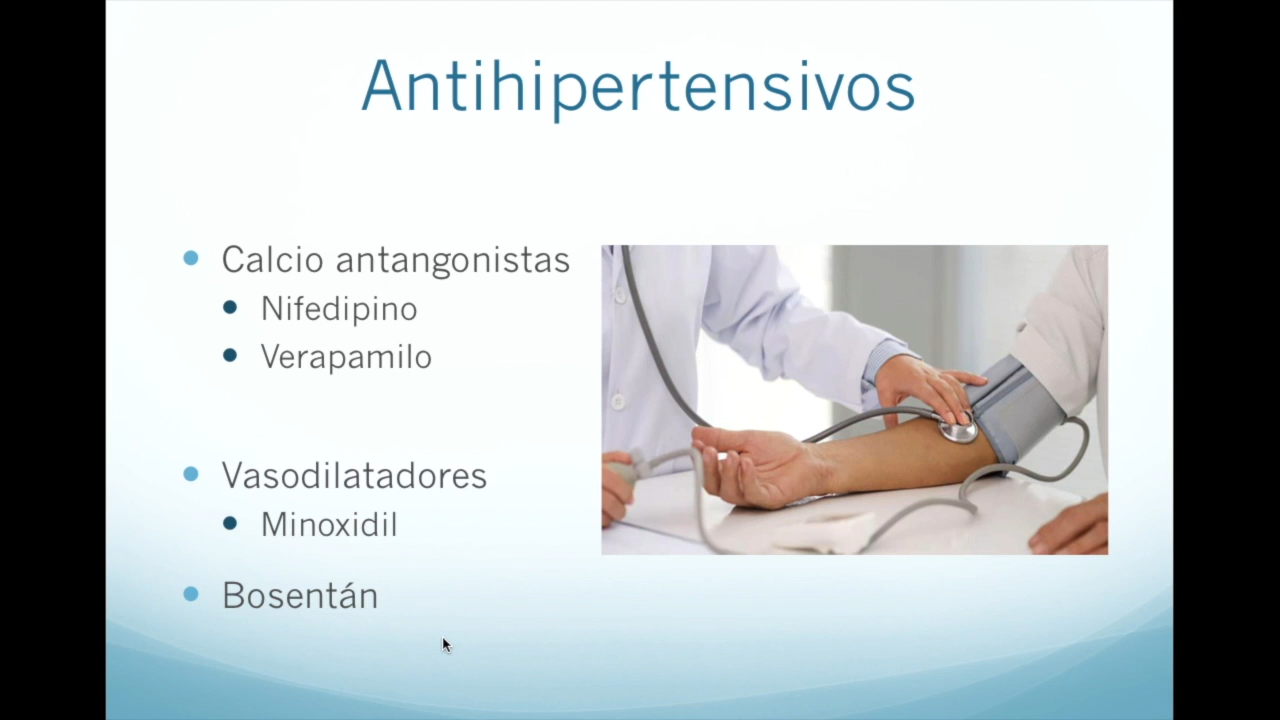 Antihipertensivos
Calcio antangonistas
Nifedipino
Verapamilo
Vasodilatadores
Minoxidil
Bosentán